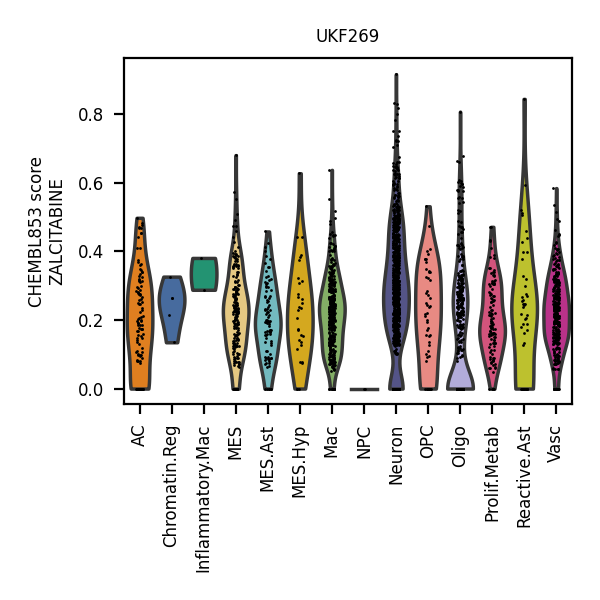 UKF269
CHEMBL853 score
ZALCITABINE
0.8
0.6
0.4
0.2
0.0
AC
Chromatin.Reg
Inflammatory.Mac
MES
MES.Ast
MES.Hyp
Mac
NPC
Neuron
OPC
Oligo
Prolif.Metab
Reactive.Ast
Vasc